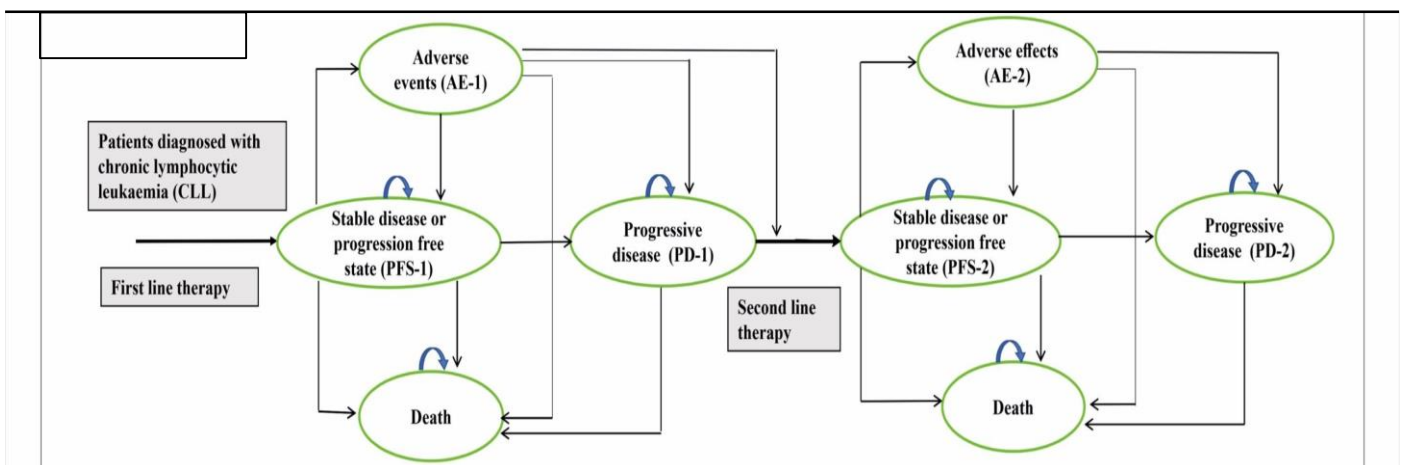 Adverse
events (AE-1)
Adverse effects
(AE-2)
Patients diagnosed with
chronic lymphocytic
leukaemia (CLL)
Stable disease or
progression free
state (PFS-1)
Progressive
disease (PD-1)
Stable disease or
progression free
state (PFS-2)
Progressive
disease (PD-2)
First line therapy
Second line
therapy
Death
Death